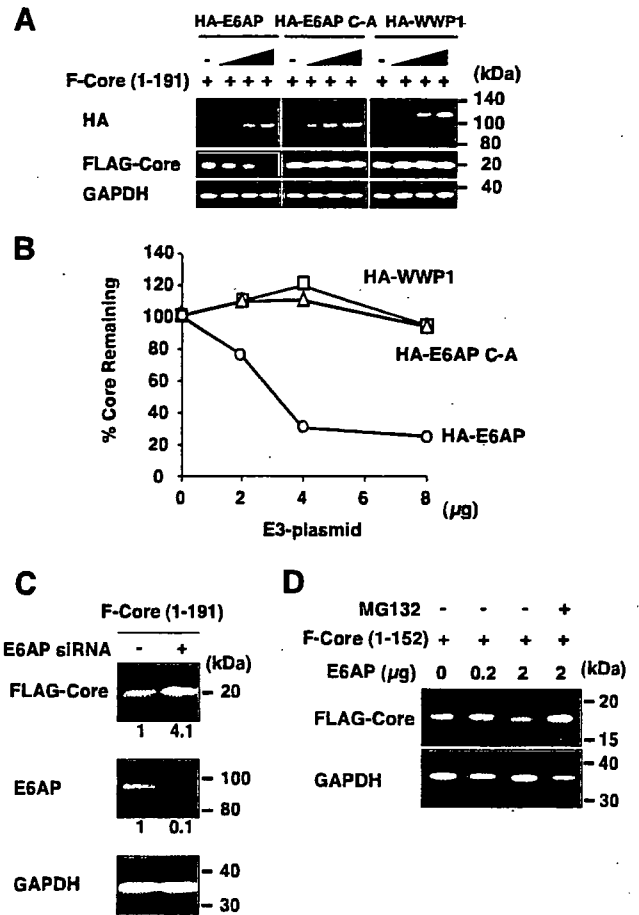 A
HA-E6AP HA-E6AP C-A HA-WWP1
- - -
F-Core (1-191) + + + + + + + + + + + + (kDa)
HA
140
100
80
FLAG-Core
20
GAPDH
40
B
140
120
100
80
60
40
20
0
% Core Remaining
HA-WWP1
HA-E6AP C-A
HA-E6AP
0 2 4 6 8 (μg)
E3-plasmid
C
F-Core (1-191)
E6AP siRNA - + (kDa)
FLAG-Core
20
1 4.1
E6AP
100
80
1 0.1
GAPDH
40
30
D
MG132 - - - +
F-Core (1-152) + + + +
E6AP (μg) 0 0.2 2 2 (kDa)
FLAG-Core
20
15
GAPDH
40
30